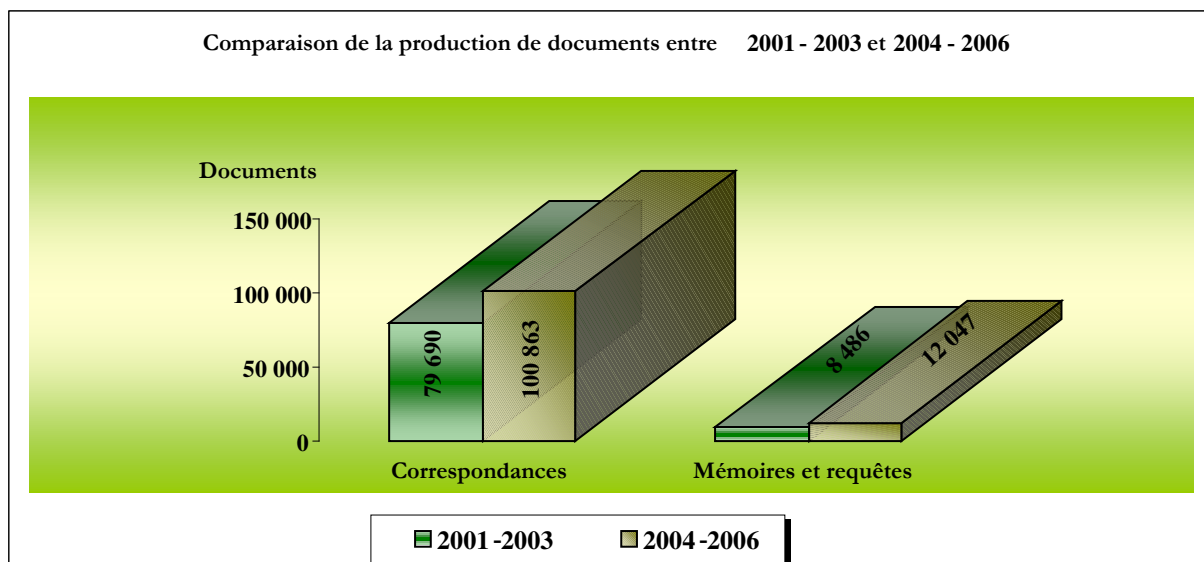 Comparaison de la production de documents entre 2001 - 2003 et 2004 - 2006
Documents
150 000
100 000
50 000
0
79 690
100 863
8 486
12 047
Correspondances
Mémoires et requêtes
2001 -2003
2004 -2006